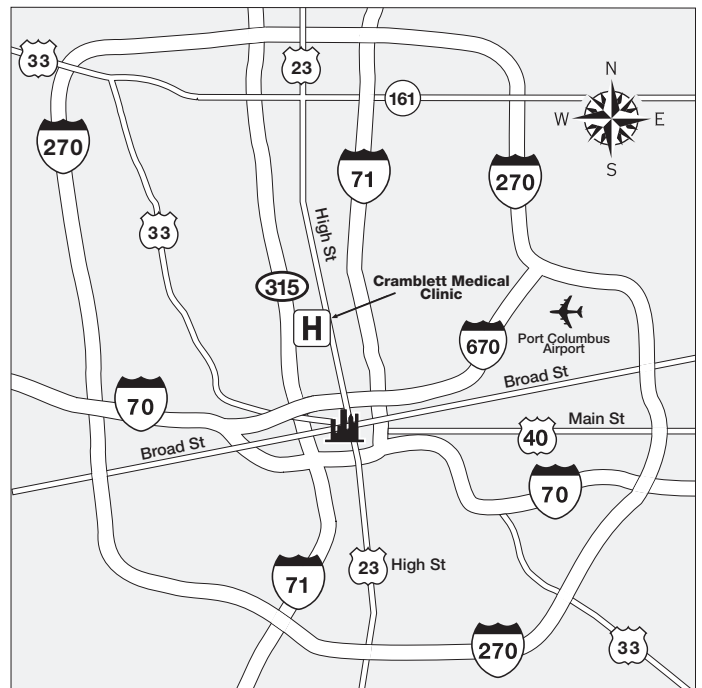 N
33
23
161
W E
270
71
270
S
33
High St
315
Cramblett Medical
Clinic
H
670
Port Columbus
Airport
Broad St
70
Main St
40
Broad St
70
23
High St
71
270
33